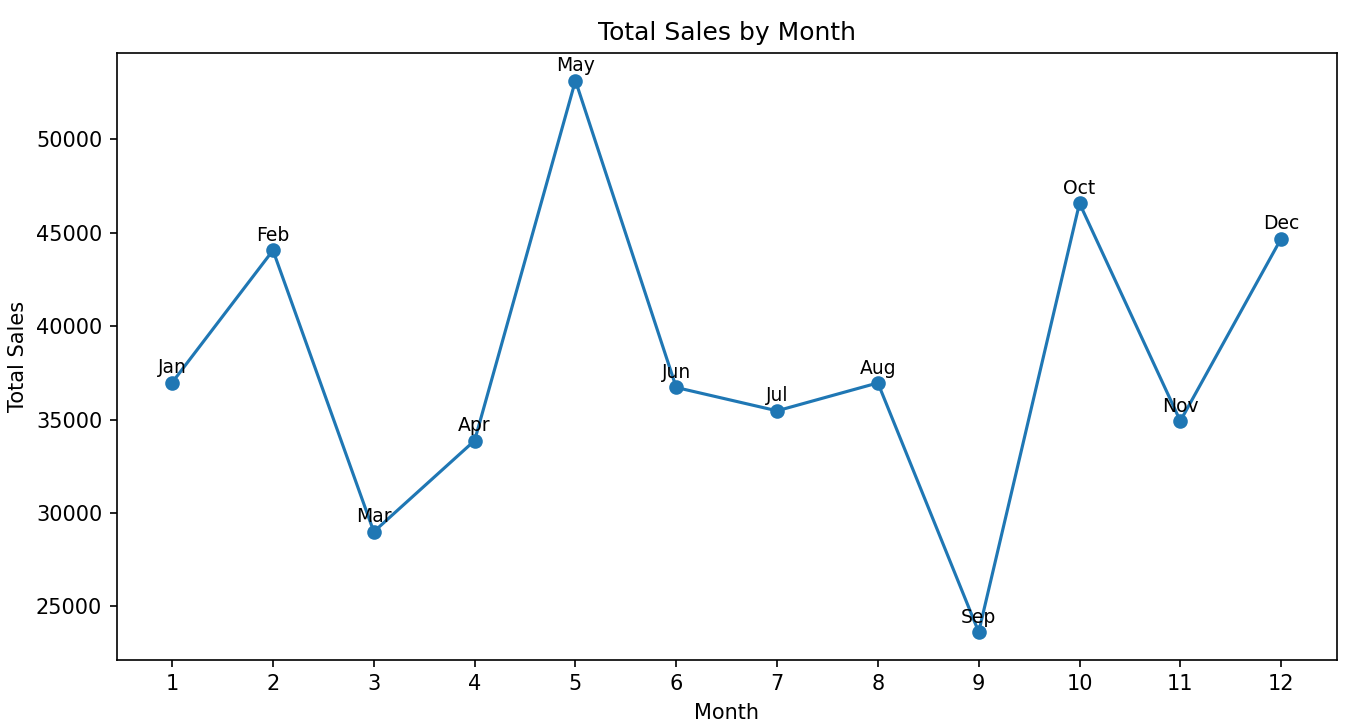 Total Sales by Month
May
50000
Oct
45000
Feb
Dec
40000
Total Sales
Jan
Jun
Aug
Jul
35000
Apr
Nov
30000
Mar
25000
Sep
1 2 3 4 5 6 7 8 9 10 11 12
Month